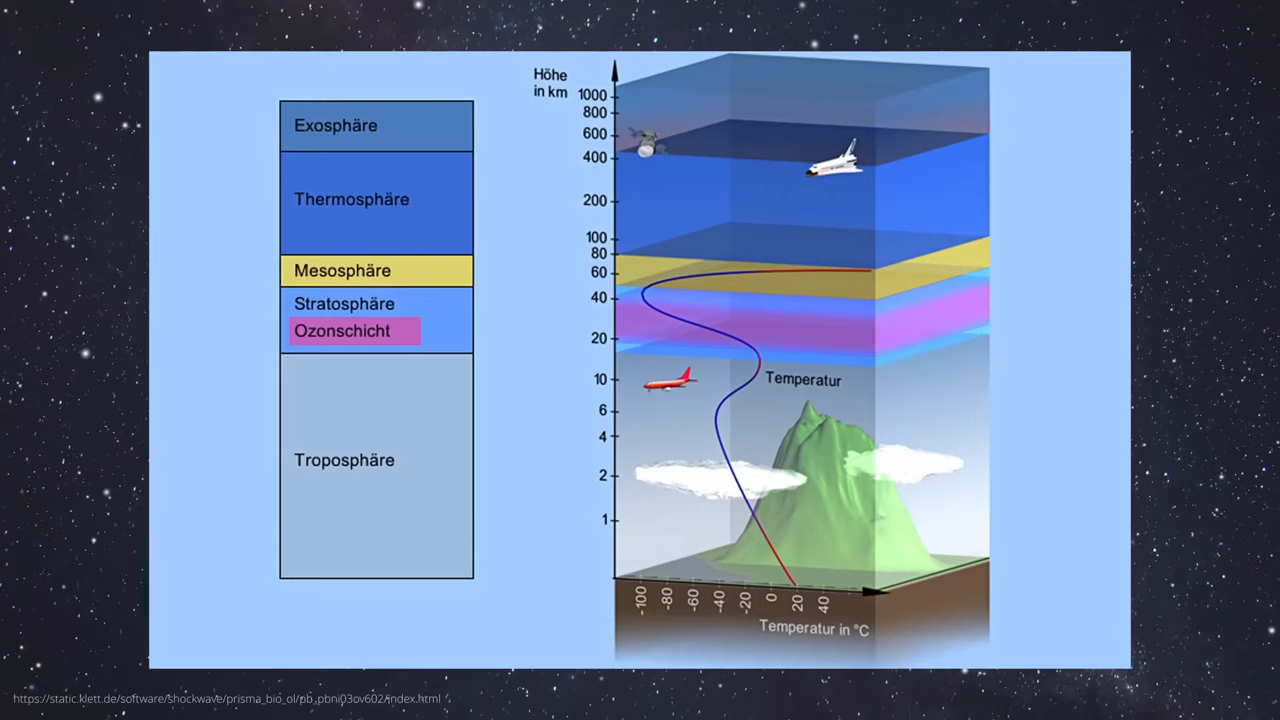 Exosphäre
Thermosphäre
Mesosphäre
Stratosphäre
Ozonschicht
Troposphäre
Höhe
in km
1000
800
600
400
200
100
80
60
40
20
10
6
4
2
1
Temperatur
-100 -80 -60 -40 -20 0 20 40
Temperatur in °C
https://static.klett.de/software/shockwave/prisma_bio_ol/pb_pbni03ov602/index.html